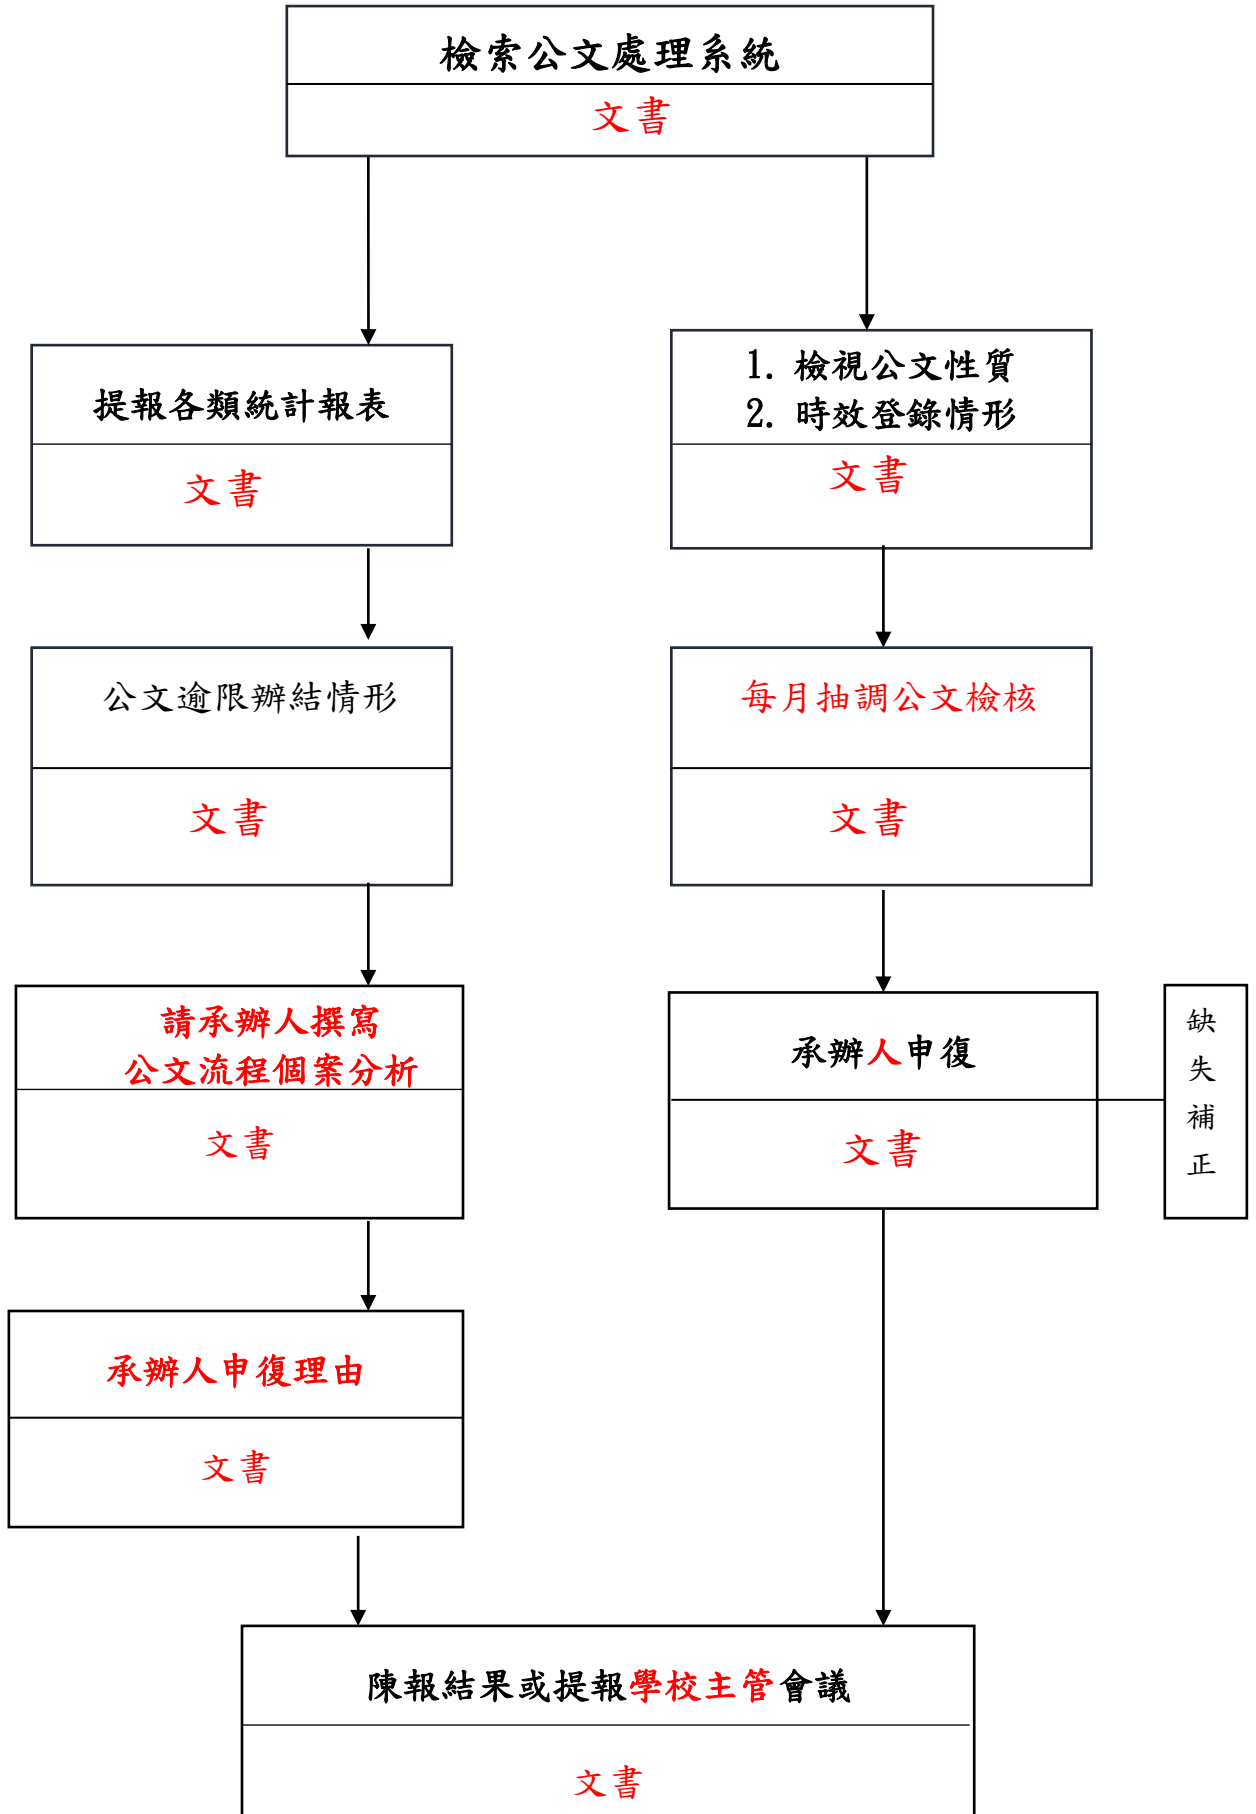 檢索公文處理系統
文書
提報各類統計報表
文書
公文逾限辦結情形
文書
請承辦人撰寫
公文流程個案分析
文書
承辦人申復理由
文書
1. 檢視公文性質
2. 時效登錄情形
文書
每月抽調公文檢核
文書
承辦人申復
文書
缺
失
補
正
陳報結果或提報學校主管會議
文書